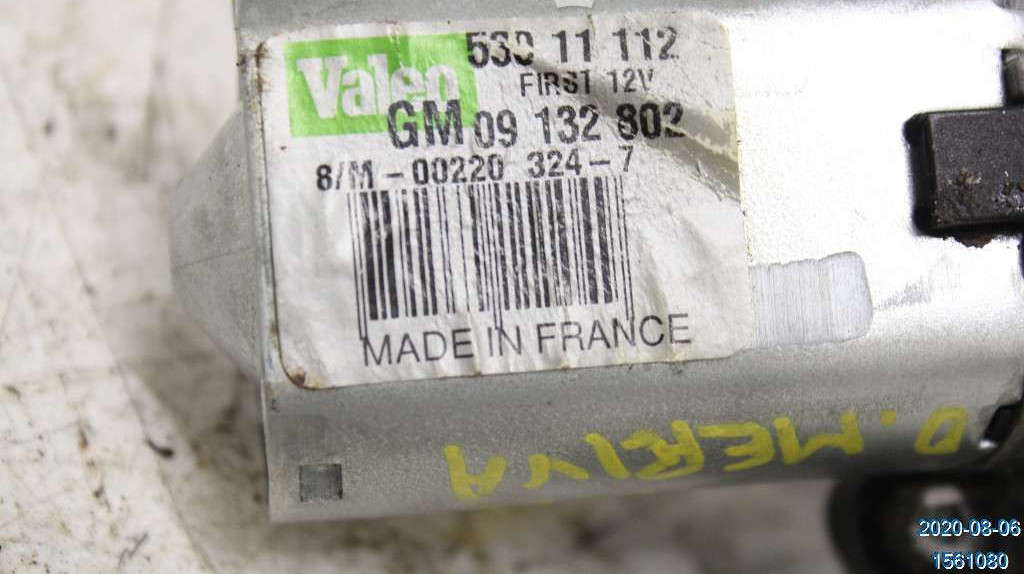 Valeo
530 11 112
FIRST 12V
GM 09 132 802
8/M-00220 324-7
MADE IN FRANCE
O. MERIVA
2020-08-06
1561080